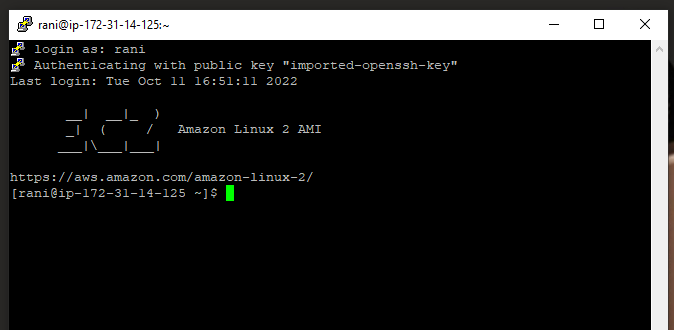 rani@ip-172-31-14-125:~
login as: rani
Authenticating with public key "imported-openssh-key"
Last login: Tue Oct 11 16:51:11 2022
       __|  __|_  )
       _|  (     /   Amazon Linux 2 AMI
      ___|\___|___|
https://aws.amazon.com/amazon-linux-2/
[rani@ip-172-31-14-125 ~]$